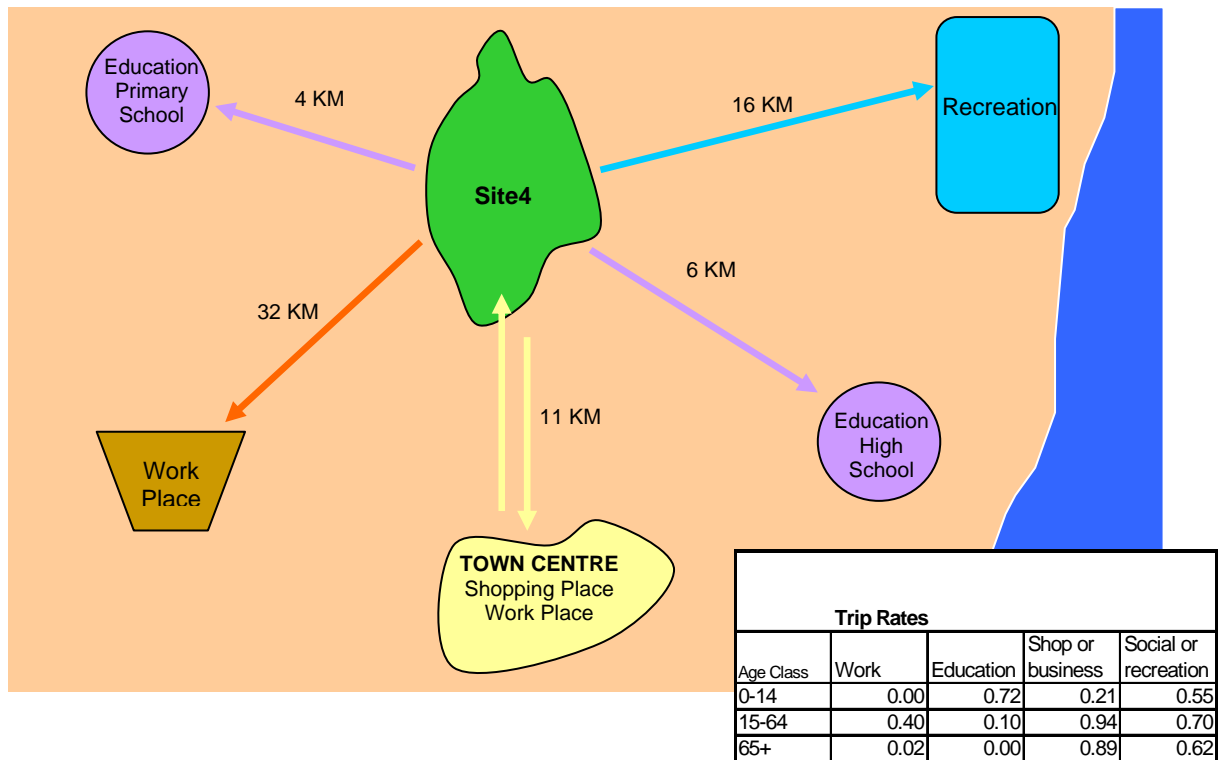 Education
Primary
School
4 KM
16 KM
Recreation
Site4
6 KM
32 KM
11 KM
Education
High
School
Work
Place
TOWN CENTRE
Shopping Place
Work Place
Trip Rates
Age Class Work Education Shop or business Social or recreation
0-14 0.00 0.72 0.21 0.55
15-64 0.40 0.10 0.94 0.70
65+ 0.02 0.00 0.89 0.62